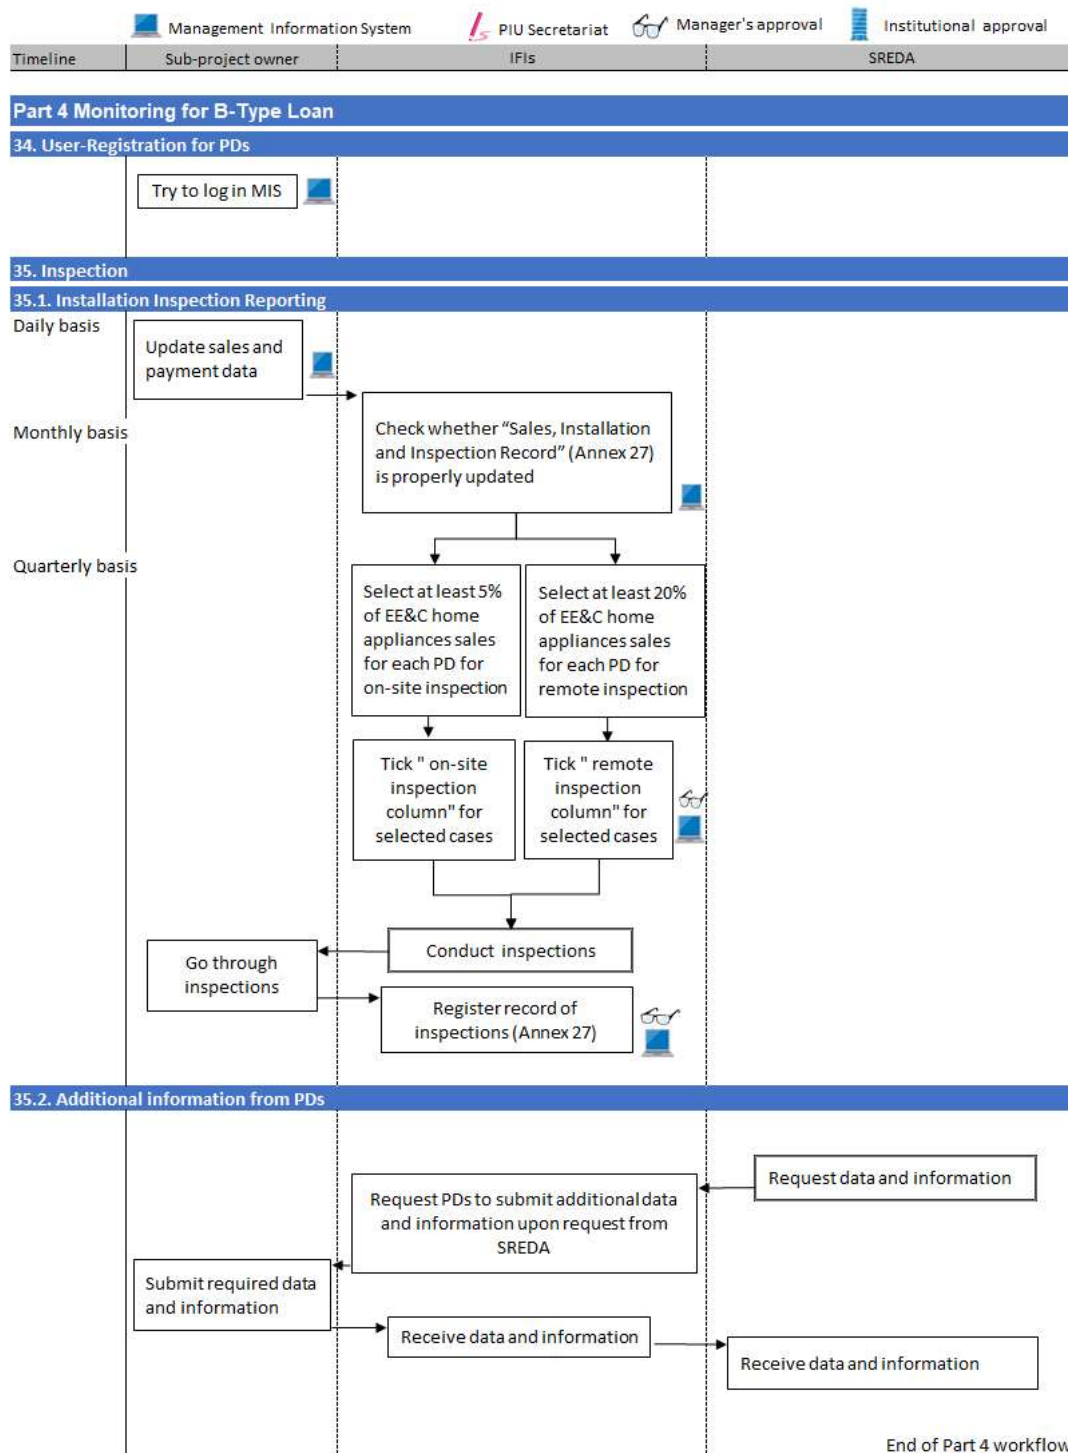 Management Information System
PIU Secretariat
Manager's approval
Institutional approval
Timeline
Sub-project owner
IFIs
SREDA
Part 4 Monitoring for B-Type Loan
34. User-Registration for PDs
Try to log in MIS
35. Inspection
35.1. Installation Inspection Reporting
Daily basis
Update sales and
payment data
Monthly basis
Check whether “Sales, Installation
and Inspection Record” (Annex 27)
is properly updated
Quarterly basis
Select at least 5%
of EE&C home
appliances sales
for each PD for
on-site inspection
Select at least 20%
of EE&C home
appliances sales
for each PD for
remote inspection
Tick " on-site
inspection
column" for
selected cases
Tick " remote
inspection
column" for
selected cases
Conduct inspections
Go through
inspections
Register record of
inspections (Annex 27)
35.2. Additional information from PDs
Request data and information
Request PDs to submit additional data
and information upon request from
SREDA
Submit required data
and information
Receive data and information
Receive data and information
End of Part 4 workflow